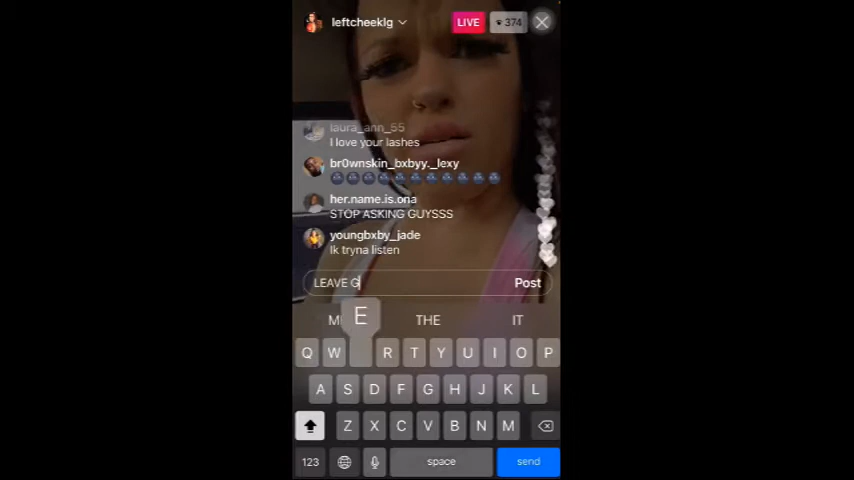 leftcheeklg
LIVE
374
laura_ann_55
I love your lashes
br0wnskin_bxbyy._lexy
her.name.is.ona
STOP ASKING GUYSSS
youngbxby_jade
Ik tryna listen
LEAVE G
Post
E
THE
IT
Q W R T Y U I O P
A S D F G H J K L
Z X C V B N M
123
space
send